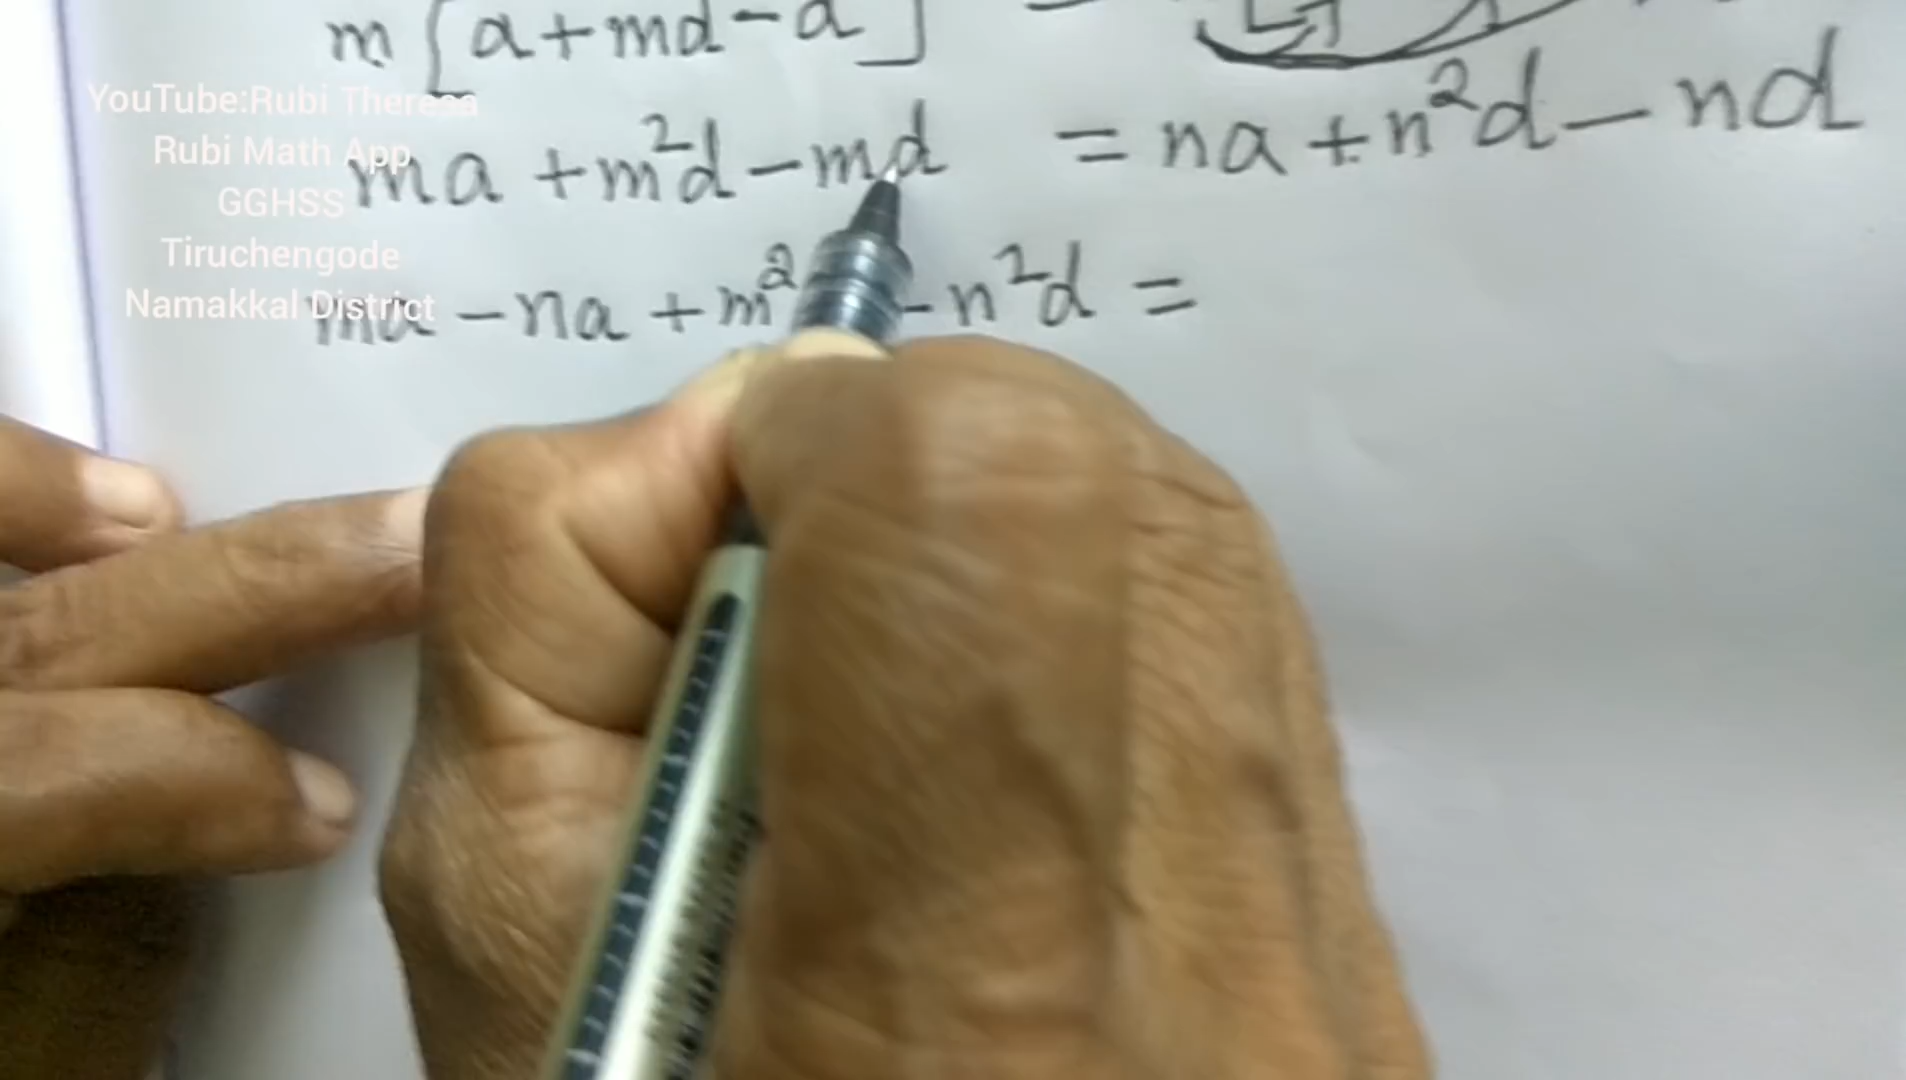 m[a+md-d]
YouTube:Rubi Theresa
Rubi Math App
GGHSS
Tiruchengode
Namakkal District
ma + m²d - md = na + n²d - nd
ma - na + m² - n²d =